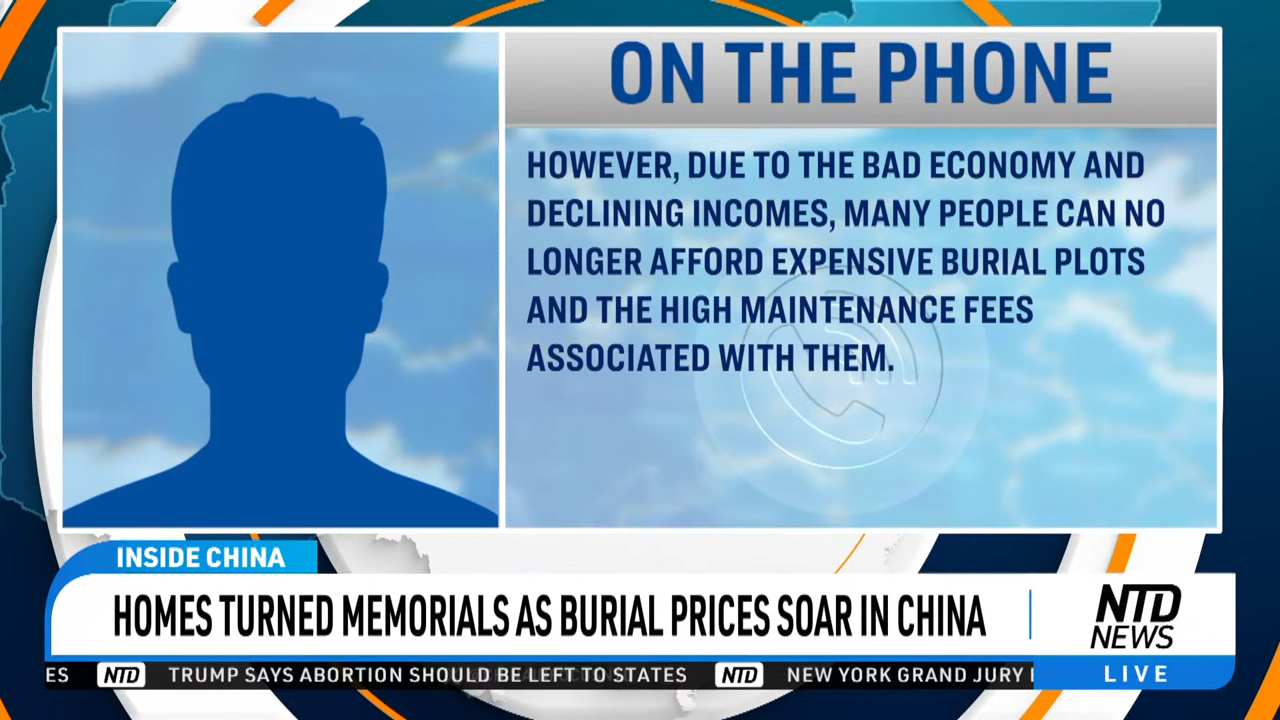 ON THE PHONE
HOWEVER, DUE TO THE BAD ECONOMY AND
DECLINING INCOMES, MANY PEOPLE CAN NO
LONGER AFFORD EXPENSIVE BURIAL PLOTS
AND THE HIGH MAINTENANCE FEES
ASSOCIATED WITH THEM.
INSIDE CHINA
HOMES TURNED MEMORIALS AS BURIAL PRICES SOAR IN CHINA
NTD
NEWS
ES NTD TRUMP SAYS ABORTION SHOULD BE LEFT TO STATES NTD NEW YORK GRAND JURY
LIVE